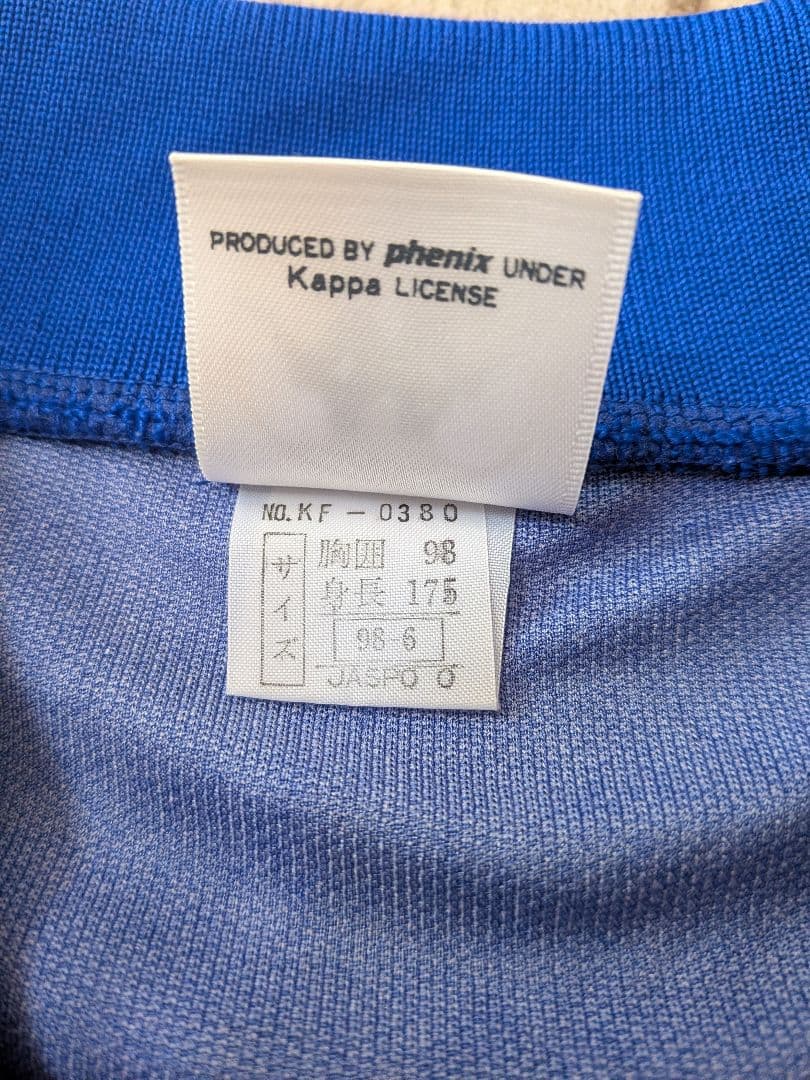 PRODUCED BY phenix UNDER
Kappa LICENSE
NO. KF - 0380
サイズ
胸囲 98
身長 175
98 6
JASPO O